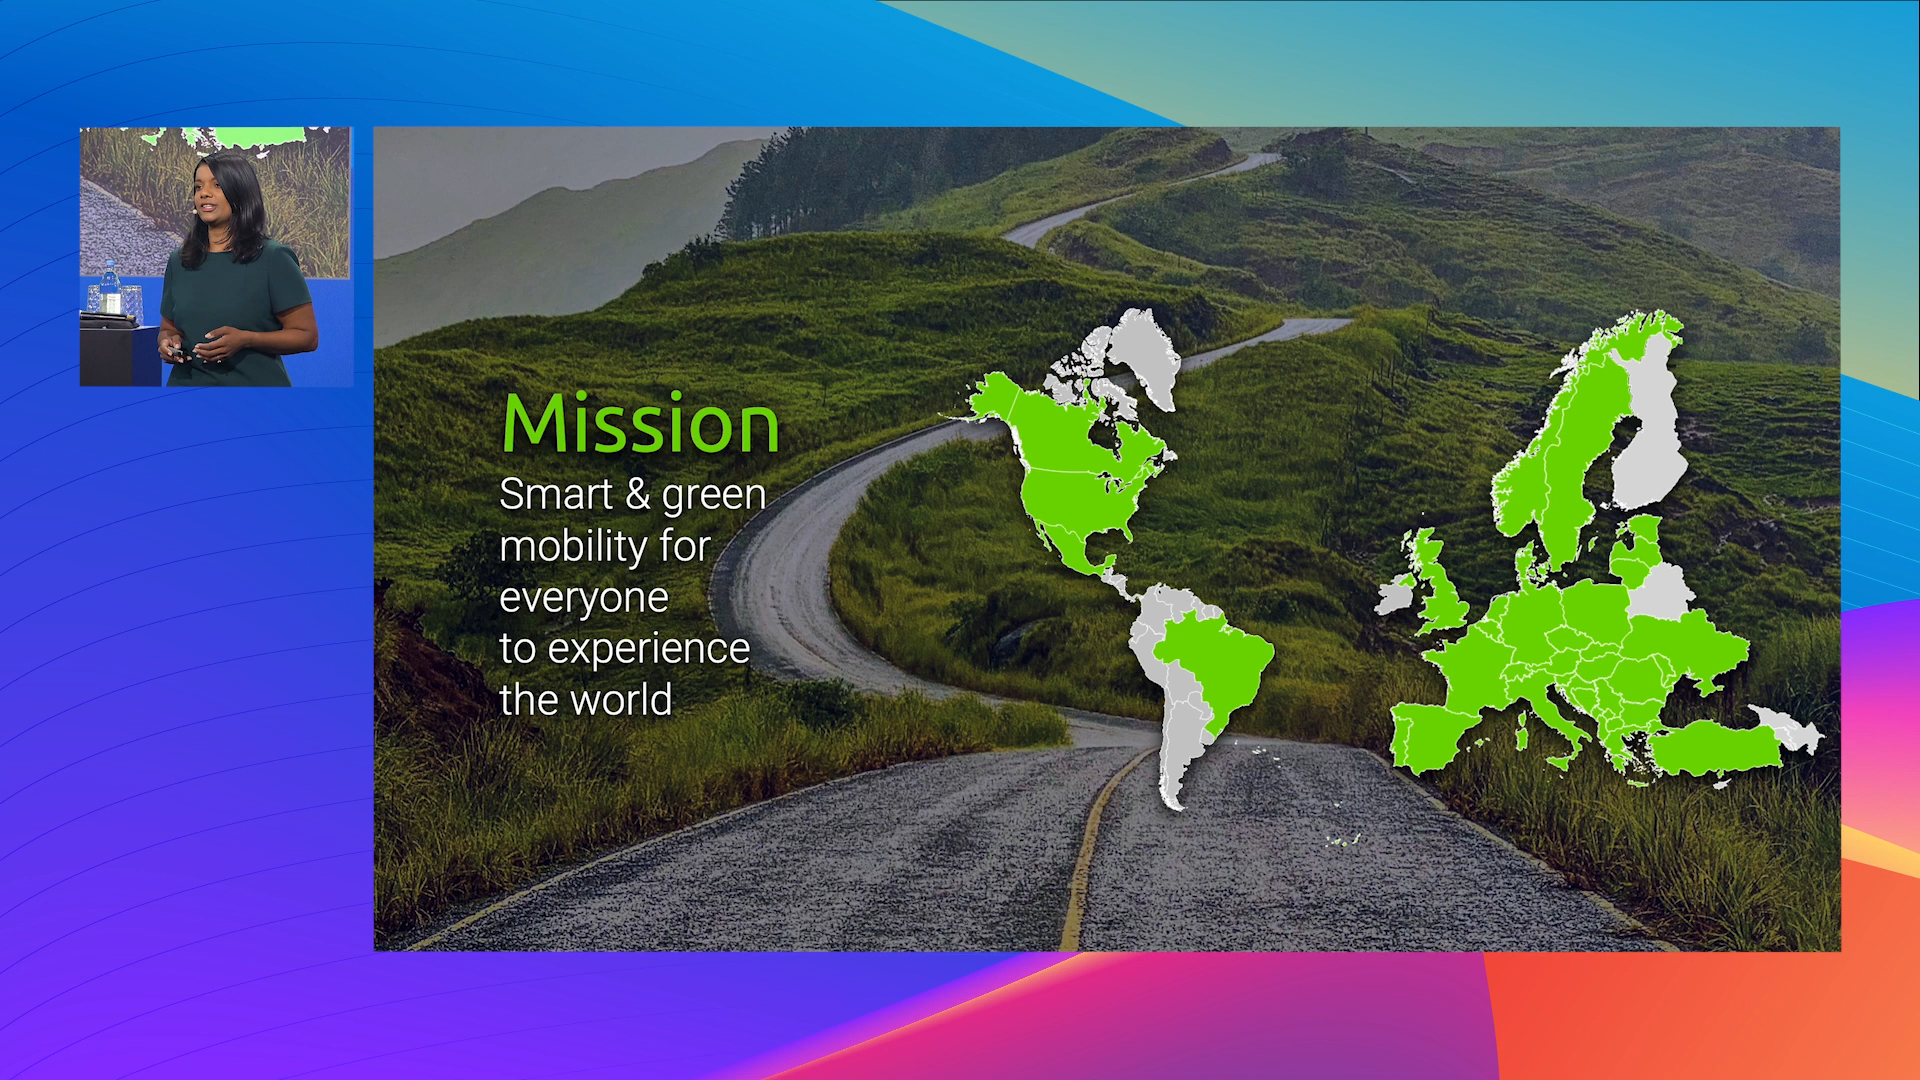 Mission
Smart & green
mobility for
everyone
to experience
the world